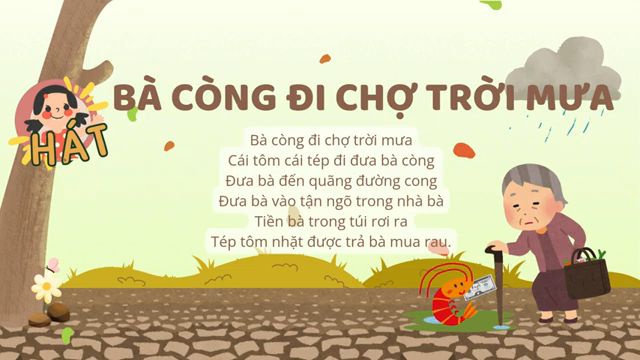 BÀ CÒNG ĐI CHỢ TRỜI MƯA
HÁT
Bà còng đi chợ trời mưa
Cái tôm cái tép đi đưa bà còng
Đưa bà đến quãng đường cong
Đưa bà vào tận ngõ trong nhà bà
Tiền bà trong túi rơi ra
Tép tôm nhặt được trả bà mua rau.